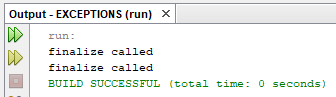 Output - EXCEPTIONS (run)
run:
finalize called
finalize called
BUILD SUCCESSFUL (total time: 0 seconds)